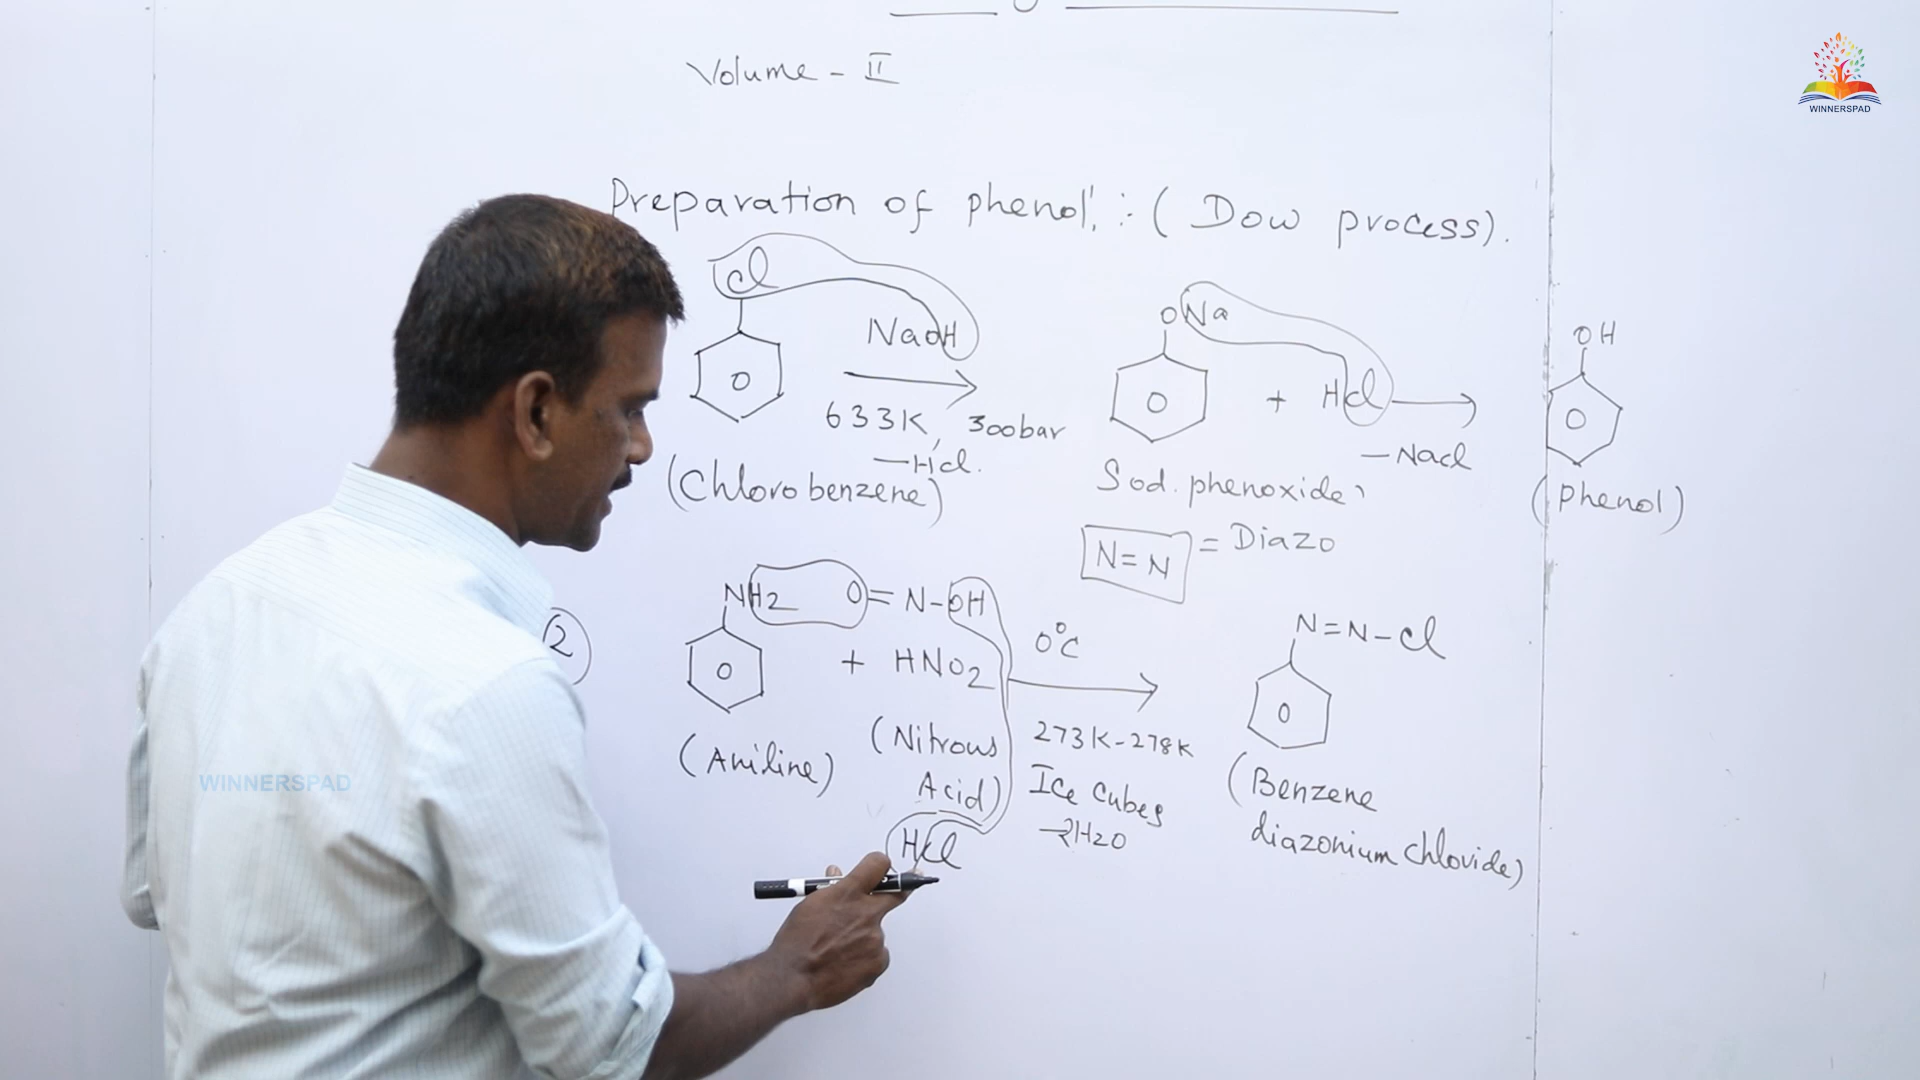 Volume - II
WINNERSPAD
Preparation of phenol : (Dow process).
Cl
NaOH
633K, 300bar
-HCl.
(Chlorobenzene)
ONa
+ HCl
-NaCl
Sod. phenoxide
OH
(Phenol)
N=N = Diazo
2
NH2 O=N-OH
+ HNO2
0°C
N=N-Cl
(Aniline)
(Nitrous Acid)
HCl
273K-278K
Ice Cubes
-2H2O
(Benzene
diazonium chloride)
WINNERSPAD